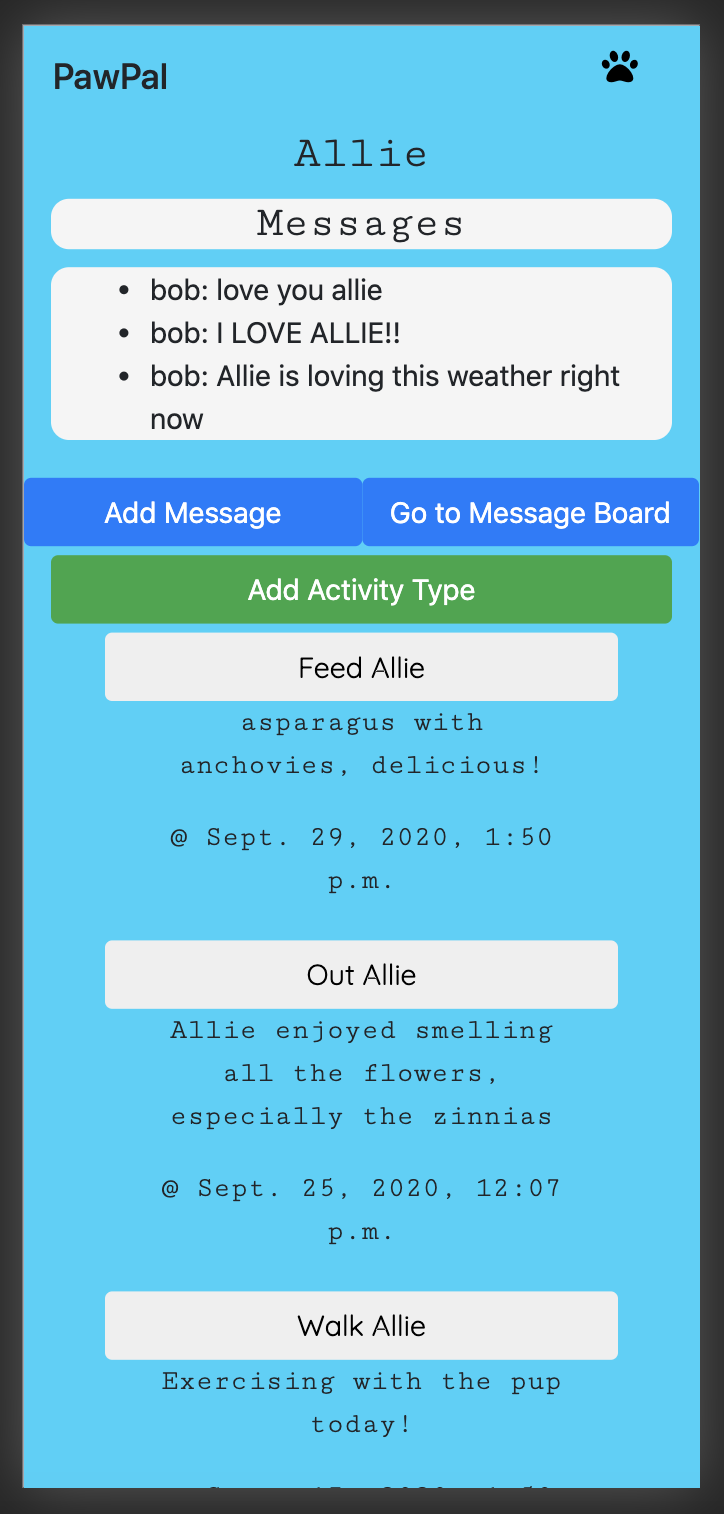 PawPal
Allie
Messages
• bob: love you allie
• bob: I LOVE ALLIE!!
• bob: Allie is loving this weather right
now
Add Message
Go to Message Board
Add Activity Type
Feed Allie
asparagus with
anchovies, delicious!
@ Sept. 29, 2020, 1:50
p.m.
Out Allie
Allie enjoyed smelling
all the flowers,
especially the zinnias
@ Sept. 25, 2020, 12:07
p.m.
Walk Allie
Exercising with the pup
today!